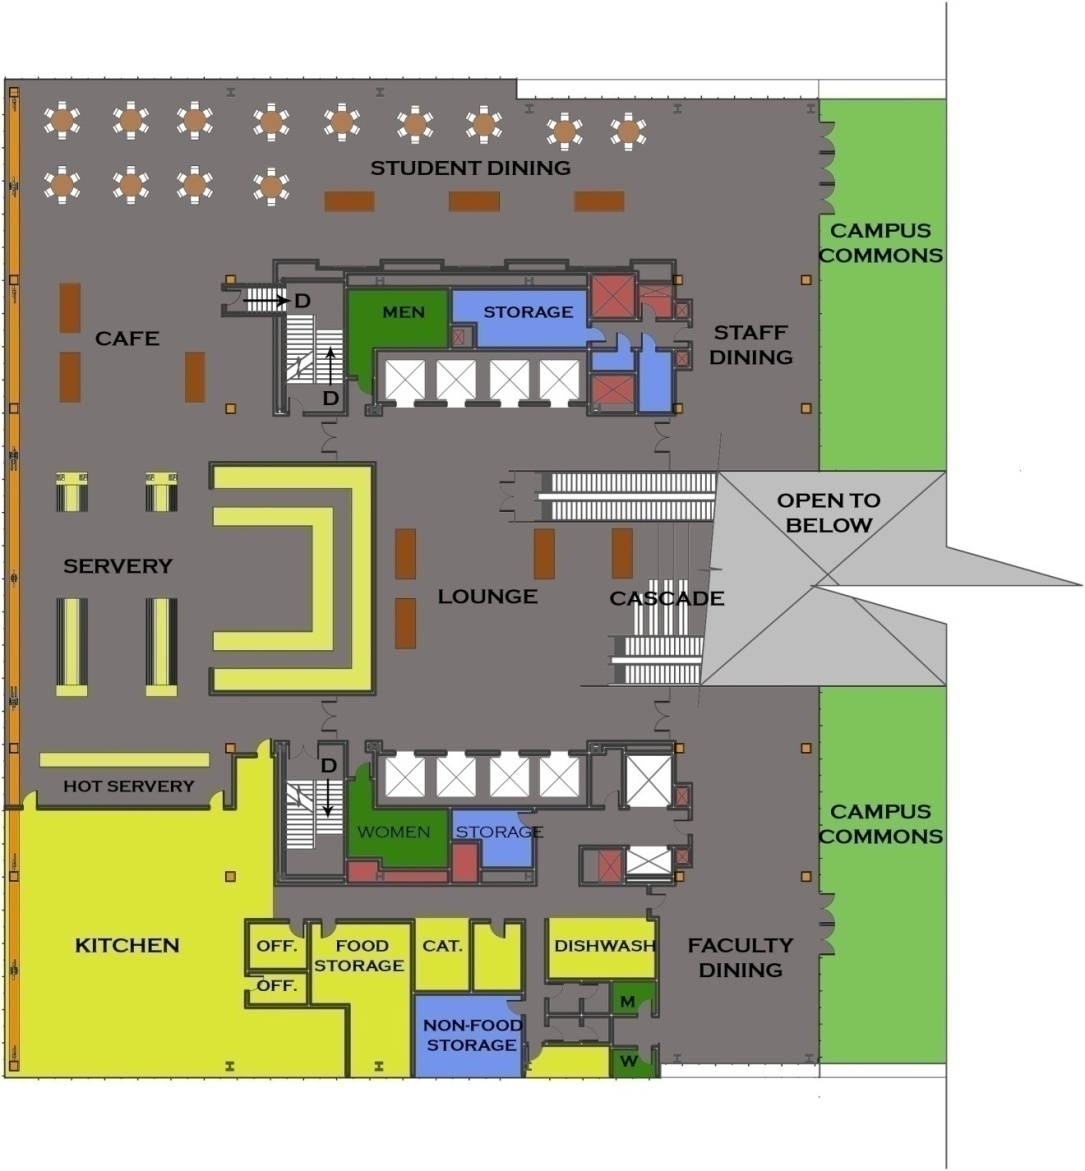 STUDENT DINING
CAMPUS
COMMONS
D
MEN
STORAGE
CAFE
STAFF
DINING
D
OPEN TO
BELOW
SERVERY
LOUNGE
CASCADE
D
HOT SERVERY
WOMEN
STORAGE
CAMPUS
COMMONS
KITCHEN
OFF.
FOOD
STORAGE
CAT.
DISHWASH
FACULTY
DINING
OFF.
M
NON-FOOD
STORAGE
W